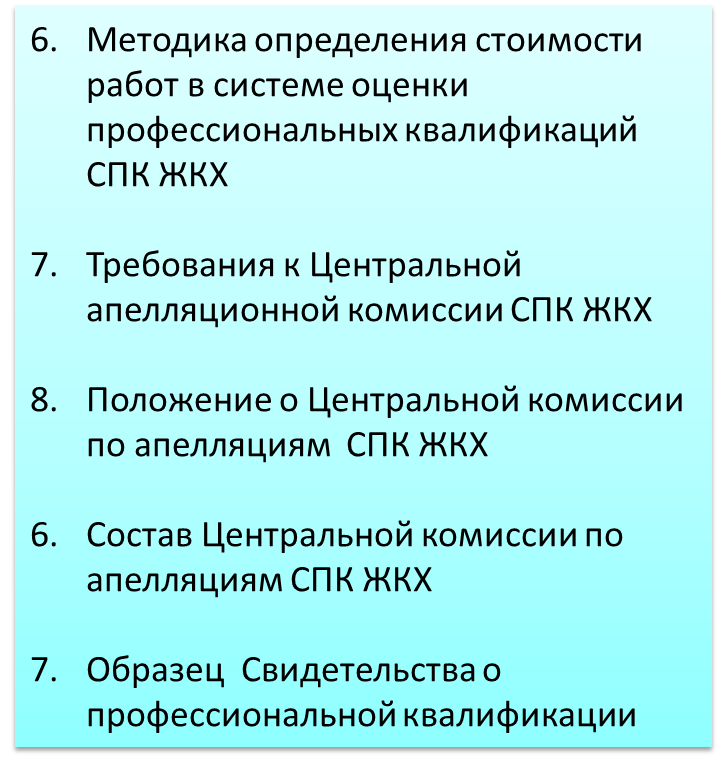 6. Методика определения стоимости
работ в системе оценки
профессиональных квалификаций
СПК ЖКХ
7. Требования к Центральной
апелляционной комиссии СПК ЖКХ
8. Положение о Центральной комиссии
по апелляциям СПК ЖКХ
6. Состав Центральной комиссии по
апелляциям СПК ЖКХ
7. Образец Свидетельства о
профессиональной квалификации